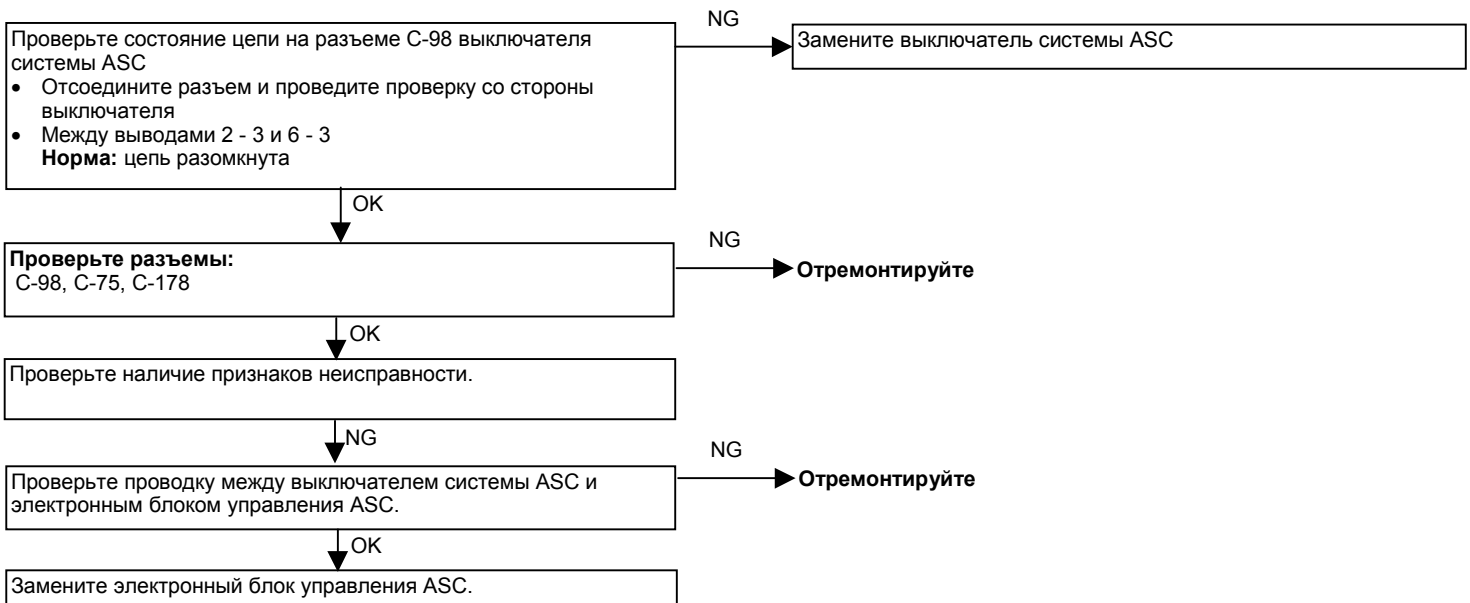 NG
Проверьте состояние цепи на разъеме С-98 выключателя
системы ASC
• Отсоедините разъем и проведите проверку со стороны
выключателя
• Между выводами 2 - 3 и 6 - 3
Норма: цепь разомкнута
Замените выключатель системы ASC
OK
NG
Проверьте разъемы:
С-98, С-75, С-178
Отремонтируйте
OK
Проверьте наличие признаков неисправности.
NG
NG
Проверьте проводку между выключателем системы ASC и
электронным блоком управления ASC.
Отремонтируйте
OK
Замените электронный блок управления ASC.